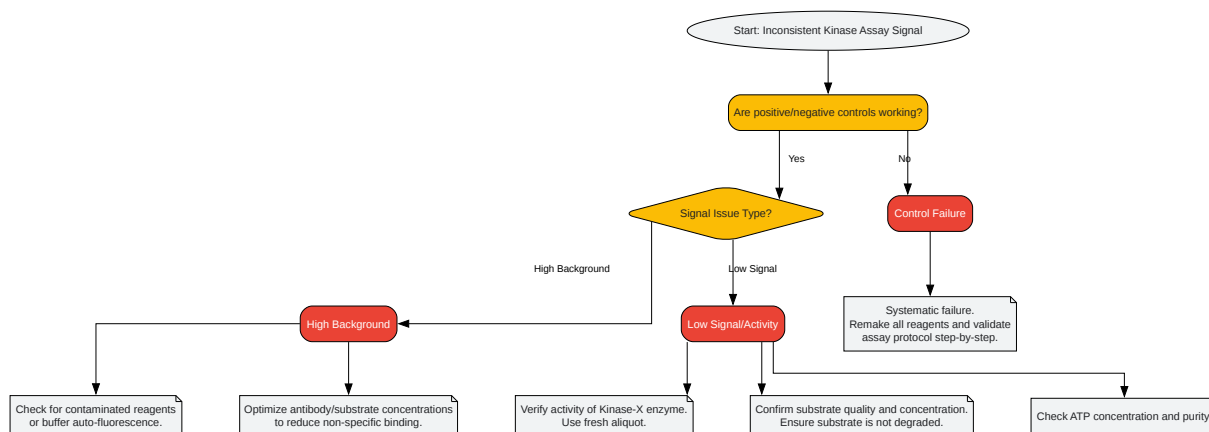 Start: Inconsistent Kinase Assay Signal
Are positive/negative controls working?
Yes
No
Signal Issue Type?
Control Failure
High Background
Low Signal
Systematic failure.
Remake all reagents and validate
assay protocol step-by-step.
High Background
Low Signal/Activity
Check for contaminated reagents
or buffer auto-fluorescence.
Optimize antibody/substrate concentrations
to reduce non-specific binding.
Verify activity of Kinase-X enzyme.
Use fresh aliquot.
Confirm substrate quality and concentration.
Ensure substrate is not degraded.
Check ATP concentration and purity